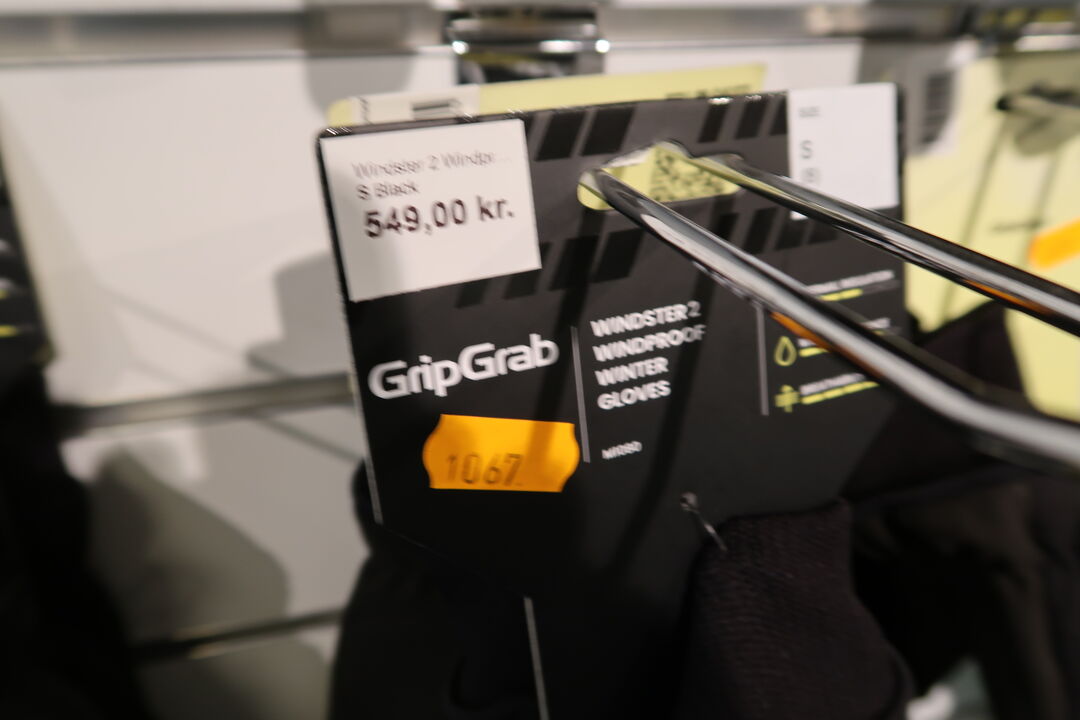 Windster 2 Windpr...
S Black
549,00 kr.
S
GripGrab
WINDSTER 2
WINDPROOF
WINTER
GLOVES
1067